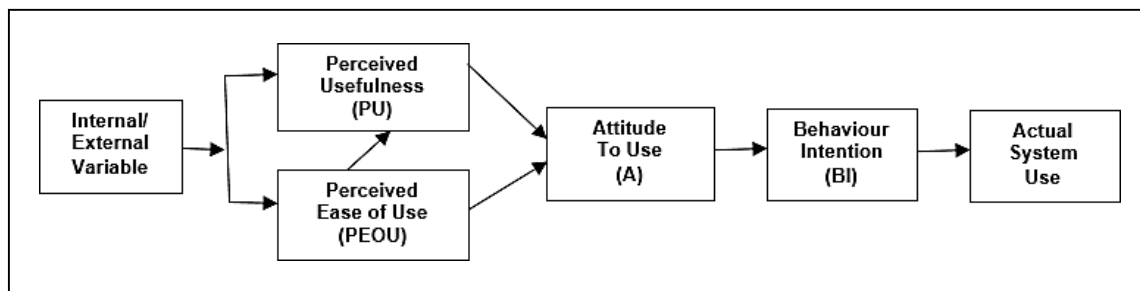 Internal/
External
Variable
Perceived
Usefulness
(PU)
Perceived
Ease of Use
(PEOU)
Attitude
To Use
(A)
Behaviour
Intention
(BI)
Actual
System
Use